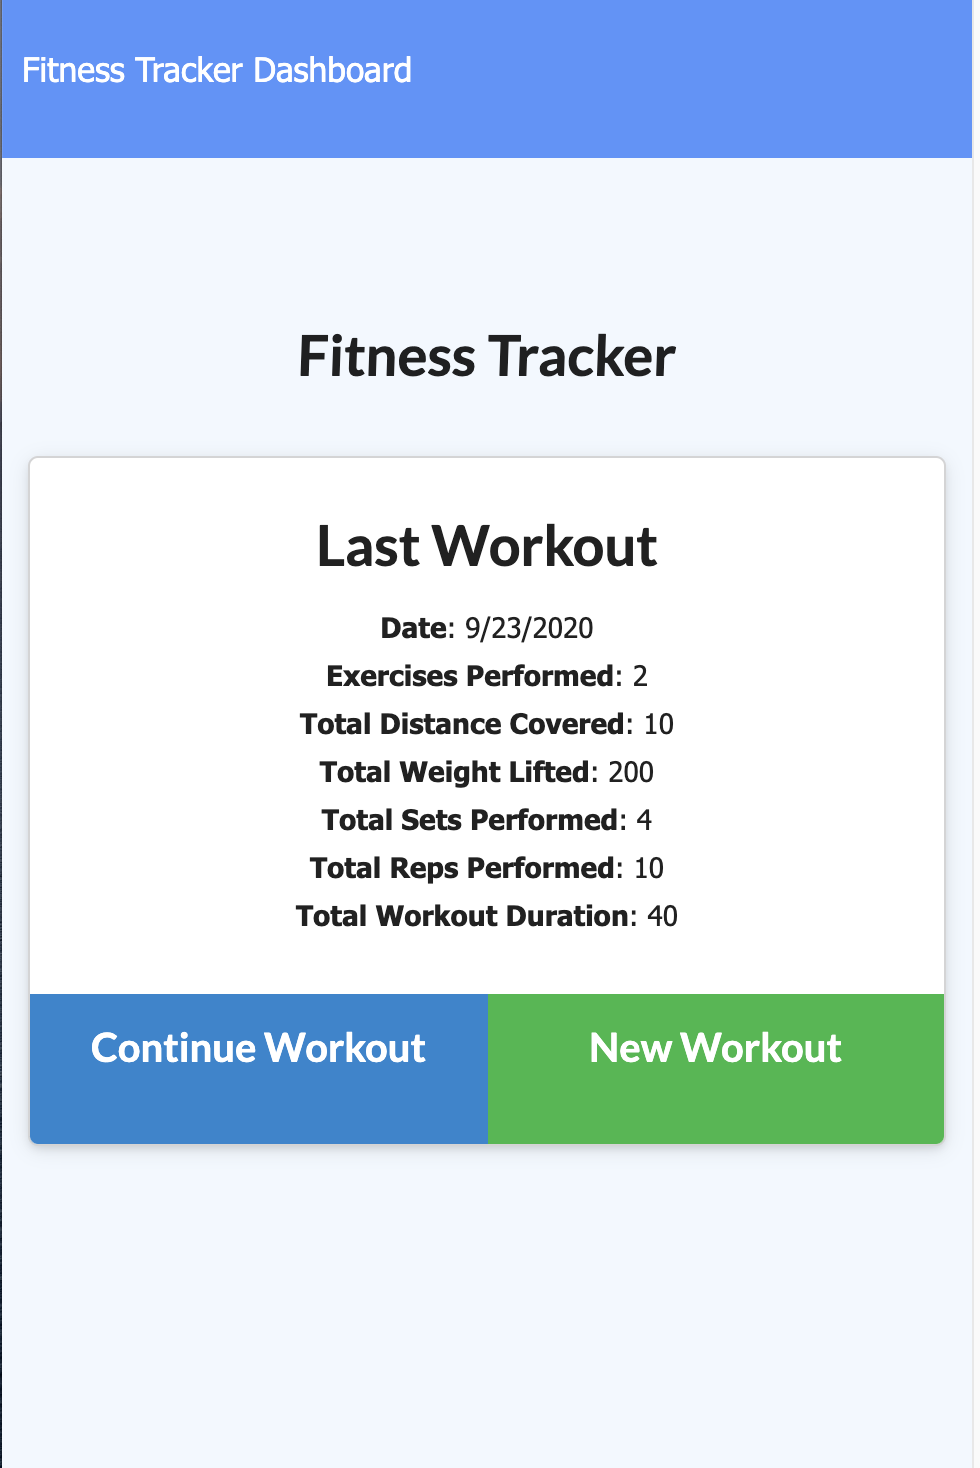 Fitness Tracker Dashboard
Fitness Tracker
Last Workout
Date: 9/23/2020
Exercises Performed: 2
Total Distance Covered: 10
Total Weight Lifted: 200
Total Sets Performed: 4
Total Reps Performed: 10
Total Workout Duration: 40
Continue Workout
New Workout